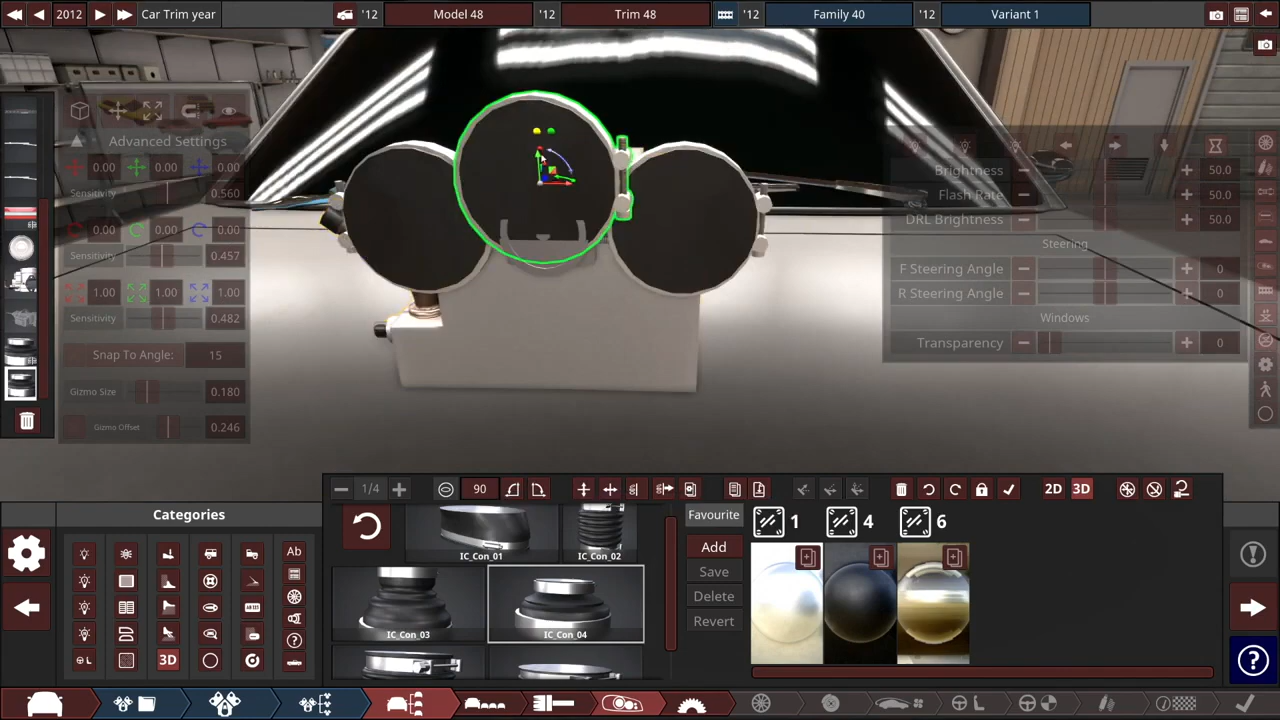 2012 Car Trim year '12 Model 48 '12 Trim 48 '12 Family 40 '12 Variant 1
Advanced Settings
0.00 0.00 0.00
Sensitivity 0.560
0.00 0.00 0.00
Sensitivity 0.457
1.00 1.00 1.00
Sensitivity 0.482
Snap To Angle: 15
Gizmo Size 0.180
Gizmo Offset 0.246
Brightness 50.0
Flash Rate 50.0
DRL Brightness 50.0
Steering
F Steering Angle 0
R Steering Angle 0
Windows
Transparency 0
1/4 90 2D 3D
Categories
Ab
L
3D
IC_Con_01 IC_Con_02
IC_Con_03 IC_Con_04
Favourite
Add
Save
Delete
Revert
1 4 6